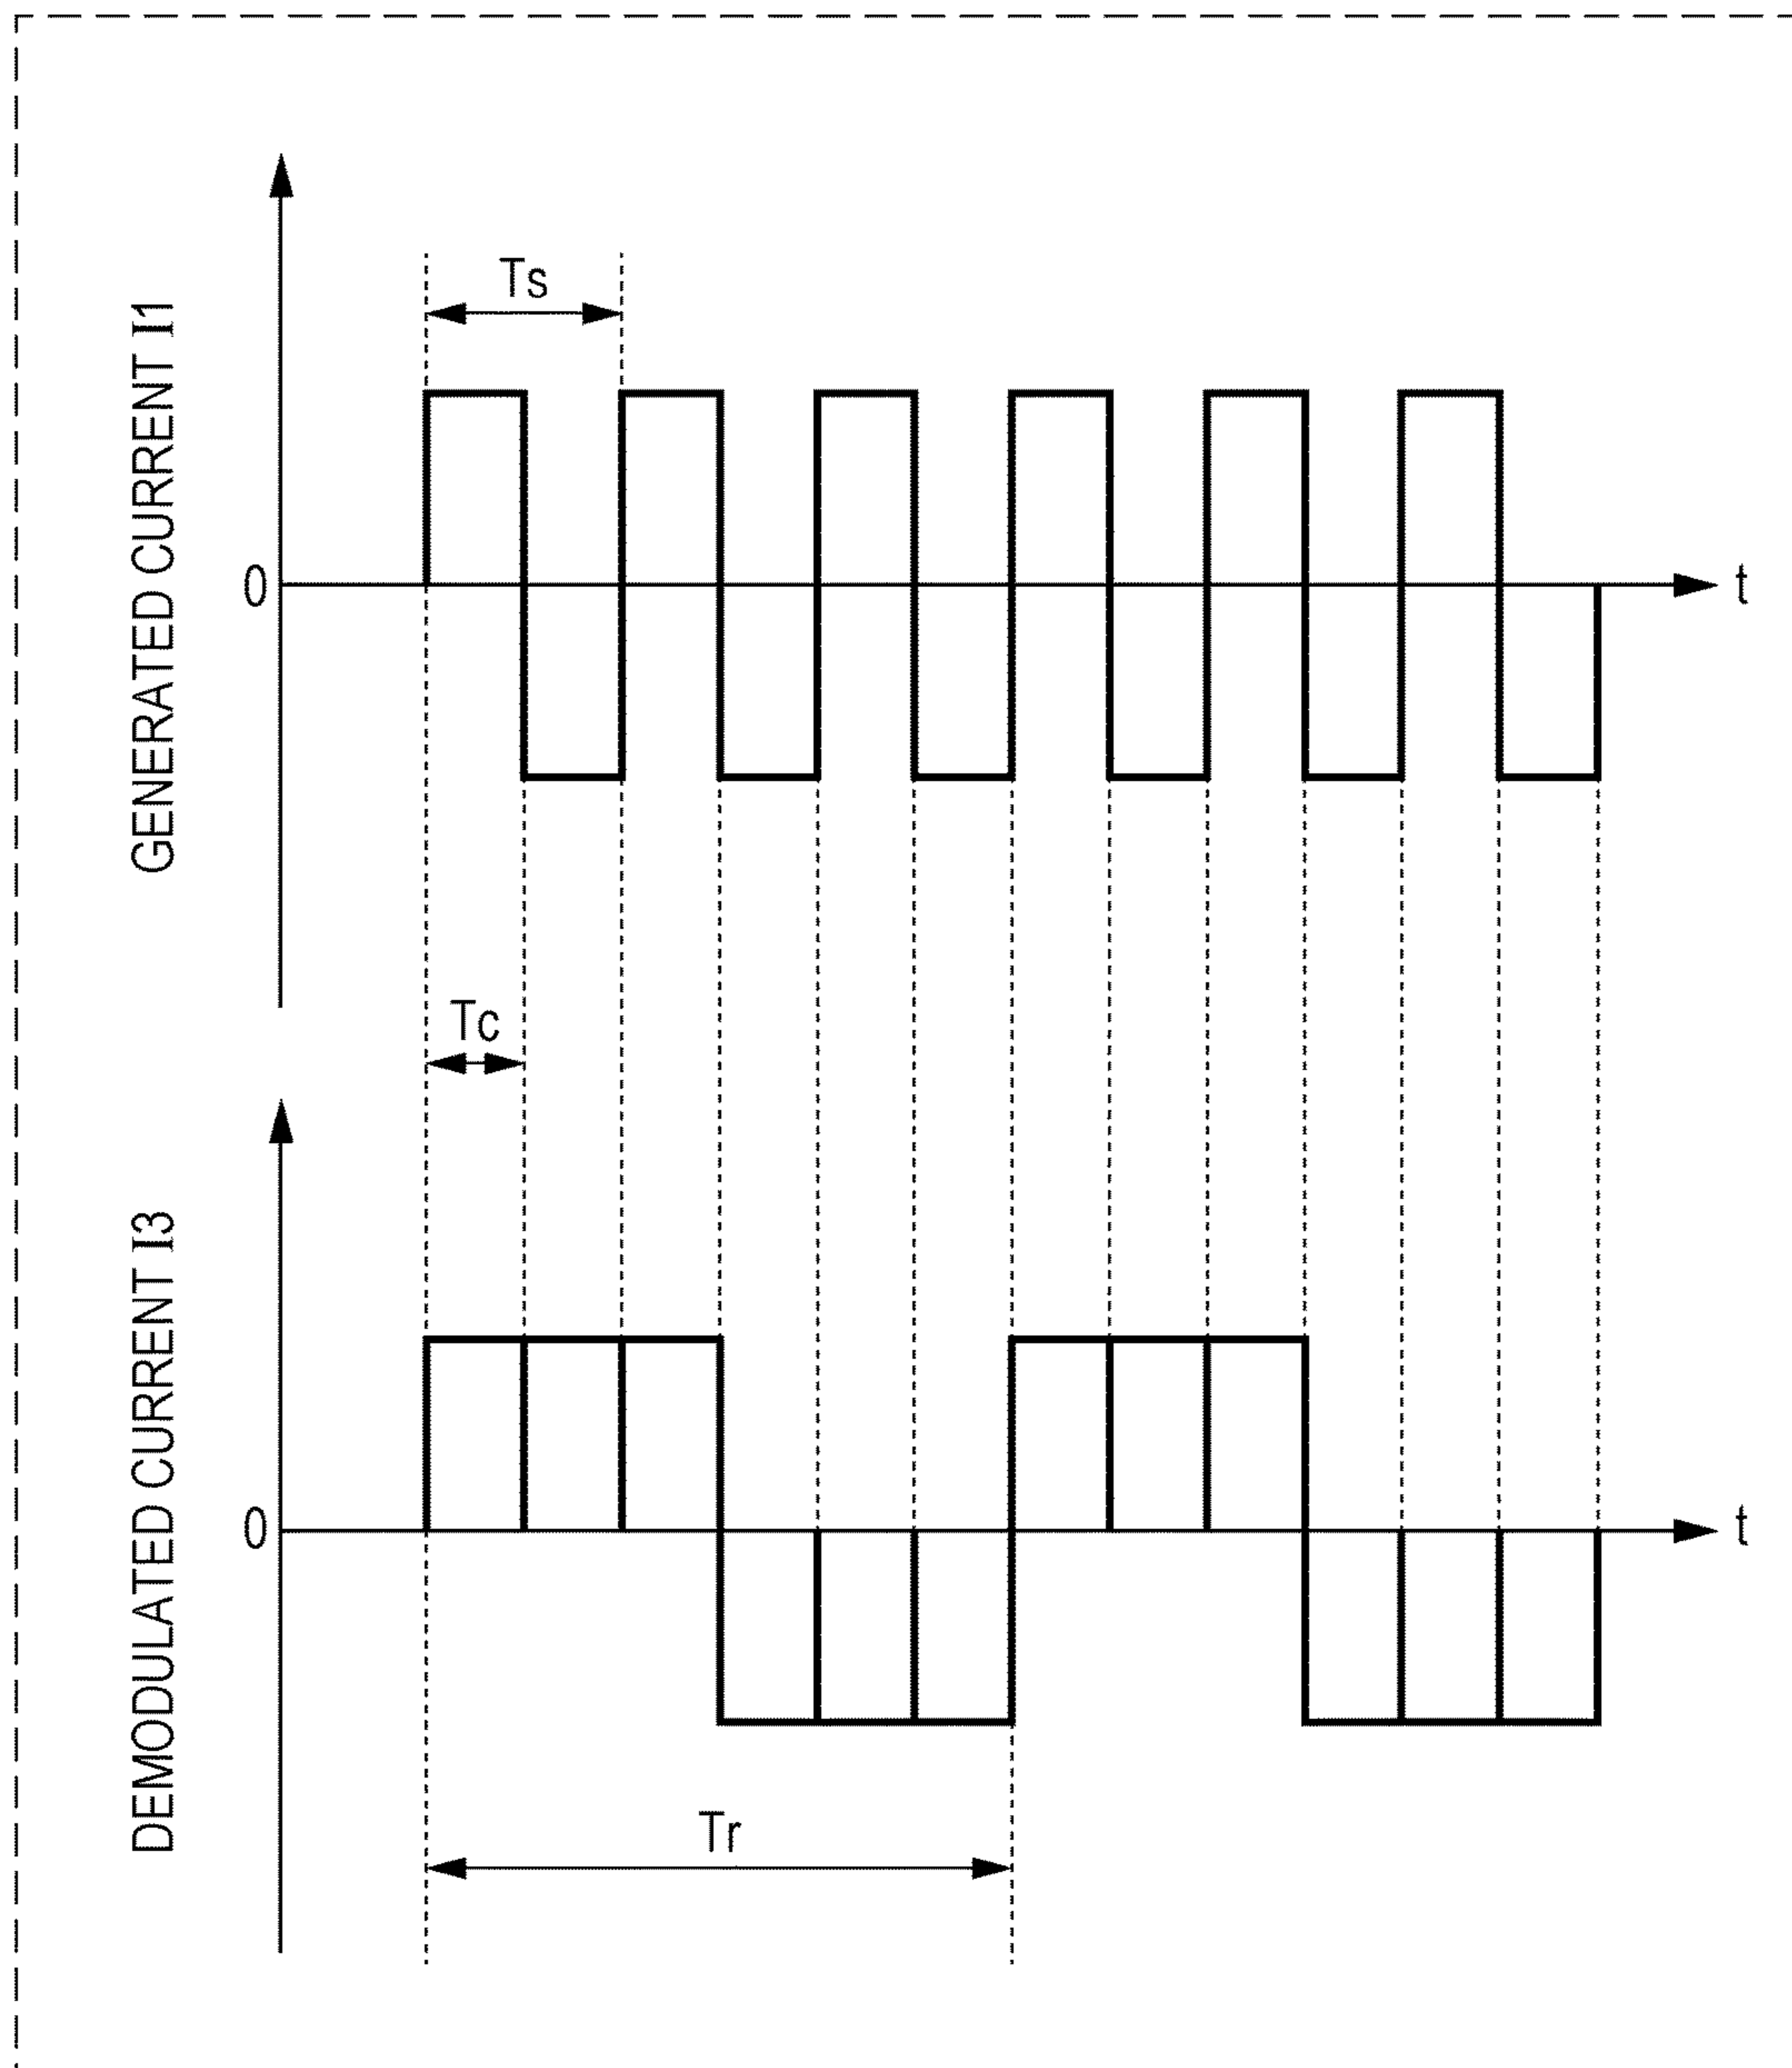 GENERATED CURRENT I1
Ts
0
t
Tc
DEMODULATED CURRENT I3
0
t
Tr